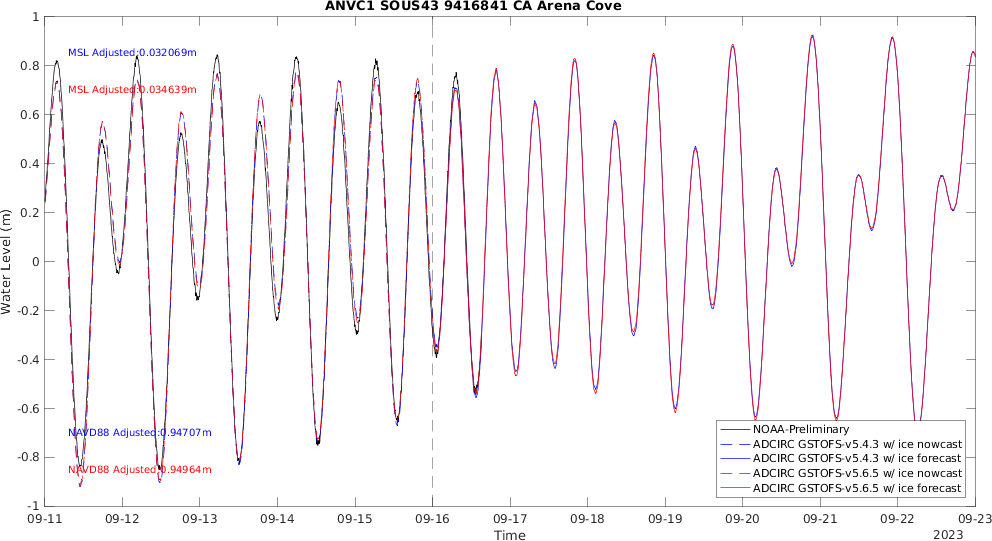 ANVC1 SOUS43 9416841 CA Arena Cove
1
0.8
0.6
0.4
0.2
0
-0.2
-0.4
-0.6
-0.8
-1
Water Level (m)
MSL Adjusted:0.032069m
MSL Adjusted:0.034639m
NAVD88 Adjusted:0.94707m
NAVD88 Adjusted:0.94964m
NOAA-Preliminary
ADCIRC GSTOFS-v5.4.3 w/ ice nowcast
ADCIRC GSTOFS-v5.4.3 w/ ice forecast
ADCIRC GSTOFS-v5.6.5 w/ ice nowcast
ADCIRC GSTOFS-v5.6.5 w/ ice forecast
09-11 09-12 09-13 09-14 09-15 09-16 09-17 09-18 09-19 09-20 09-21 09-22 09-23
Time
2023